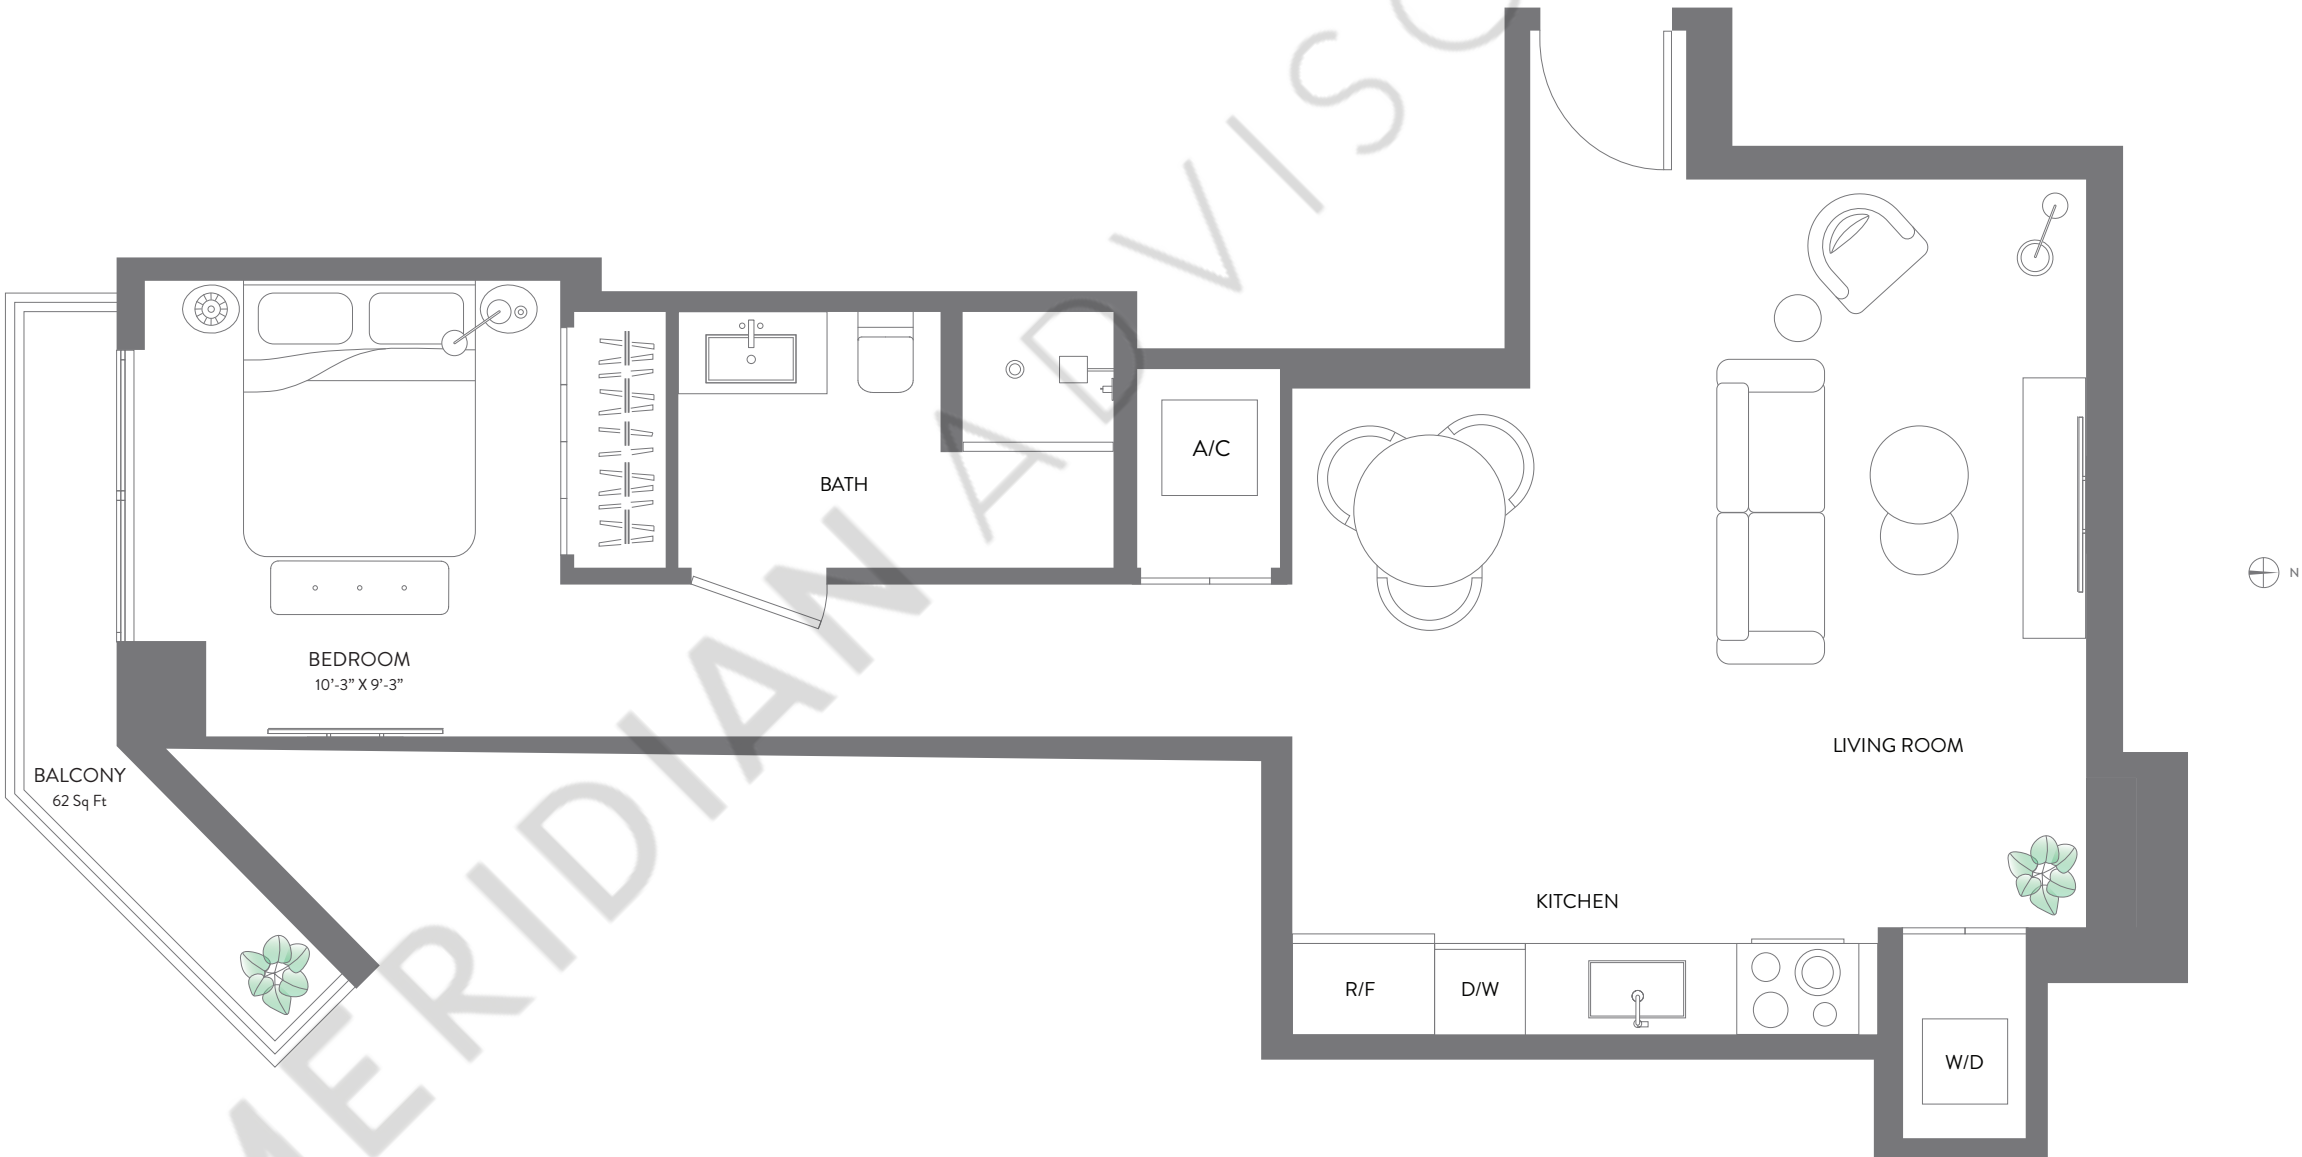 A/C
BATH
BEDROOM
10’-3” X 9’-3”
N
LIVING ROOM
BALCONY
62 Sq Ft
KITCHEN
R/F
D/W
W/D
MERIDIAN ADVISO